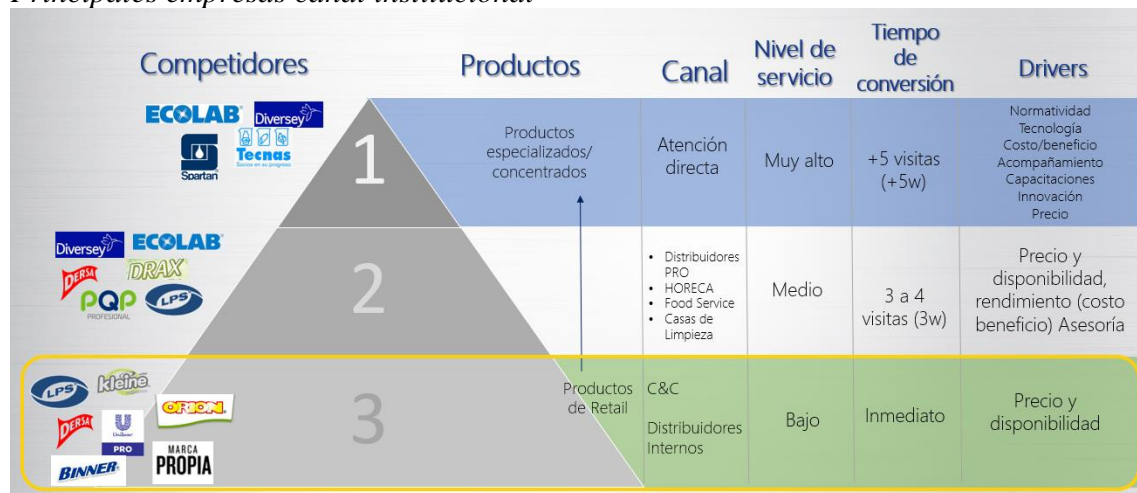 Principales empresas canal institucional
Competidores
Productos
Canal
Nivel de
servicio
Tiempo
de
conversión
Drivers
ECOLAB
Diversey
Spartan
Tecnas
1
Productos
especializados/
concentrados
Atención
directa
Muy alto
+5 visitas
(+5w)
Normatividad
Tecnología
Costo/beneficio
Acompañamiento
Capacitaciones
Innovación
Precio
Diversey
ECOLAB
DERSA
DRAX
PQP
PROFESIONAL
LPS
2
• Distribuidores
PRO
• HORECA
• Food Service
• Casas de
Limpieza
Medio
3 a 4
visitas (3w)
Precio y
disponibilidad,
rendimiento (costo
beneficio) Asesoría
LPS
kleine
ORION
DERSA
Unilever
PRO
BINNER
MARCA
PROPIA
3
Productos
de Retail
C&C
Distribuidores
Internos
Bajo
Inmediato
Precio y
disponibilidad